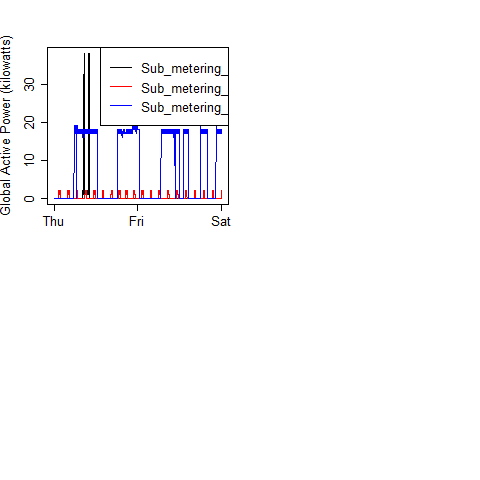 Global Active Power (kilowatts)
30
20
10
0
Sub_metering_
Sub_metering_
Sub_metering_
Thu
Fri
Sat